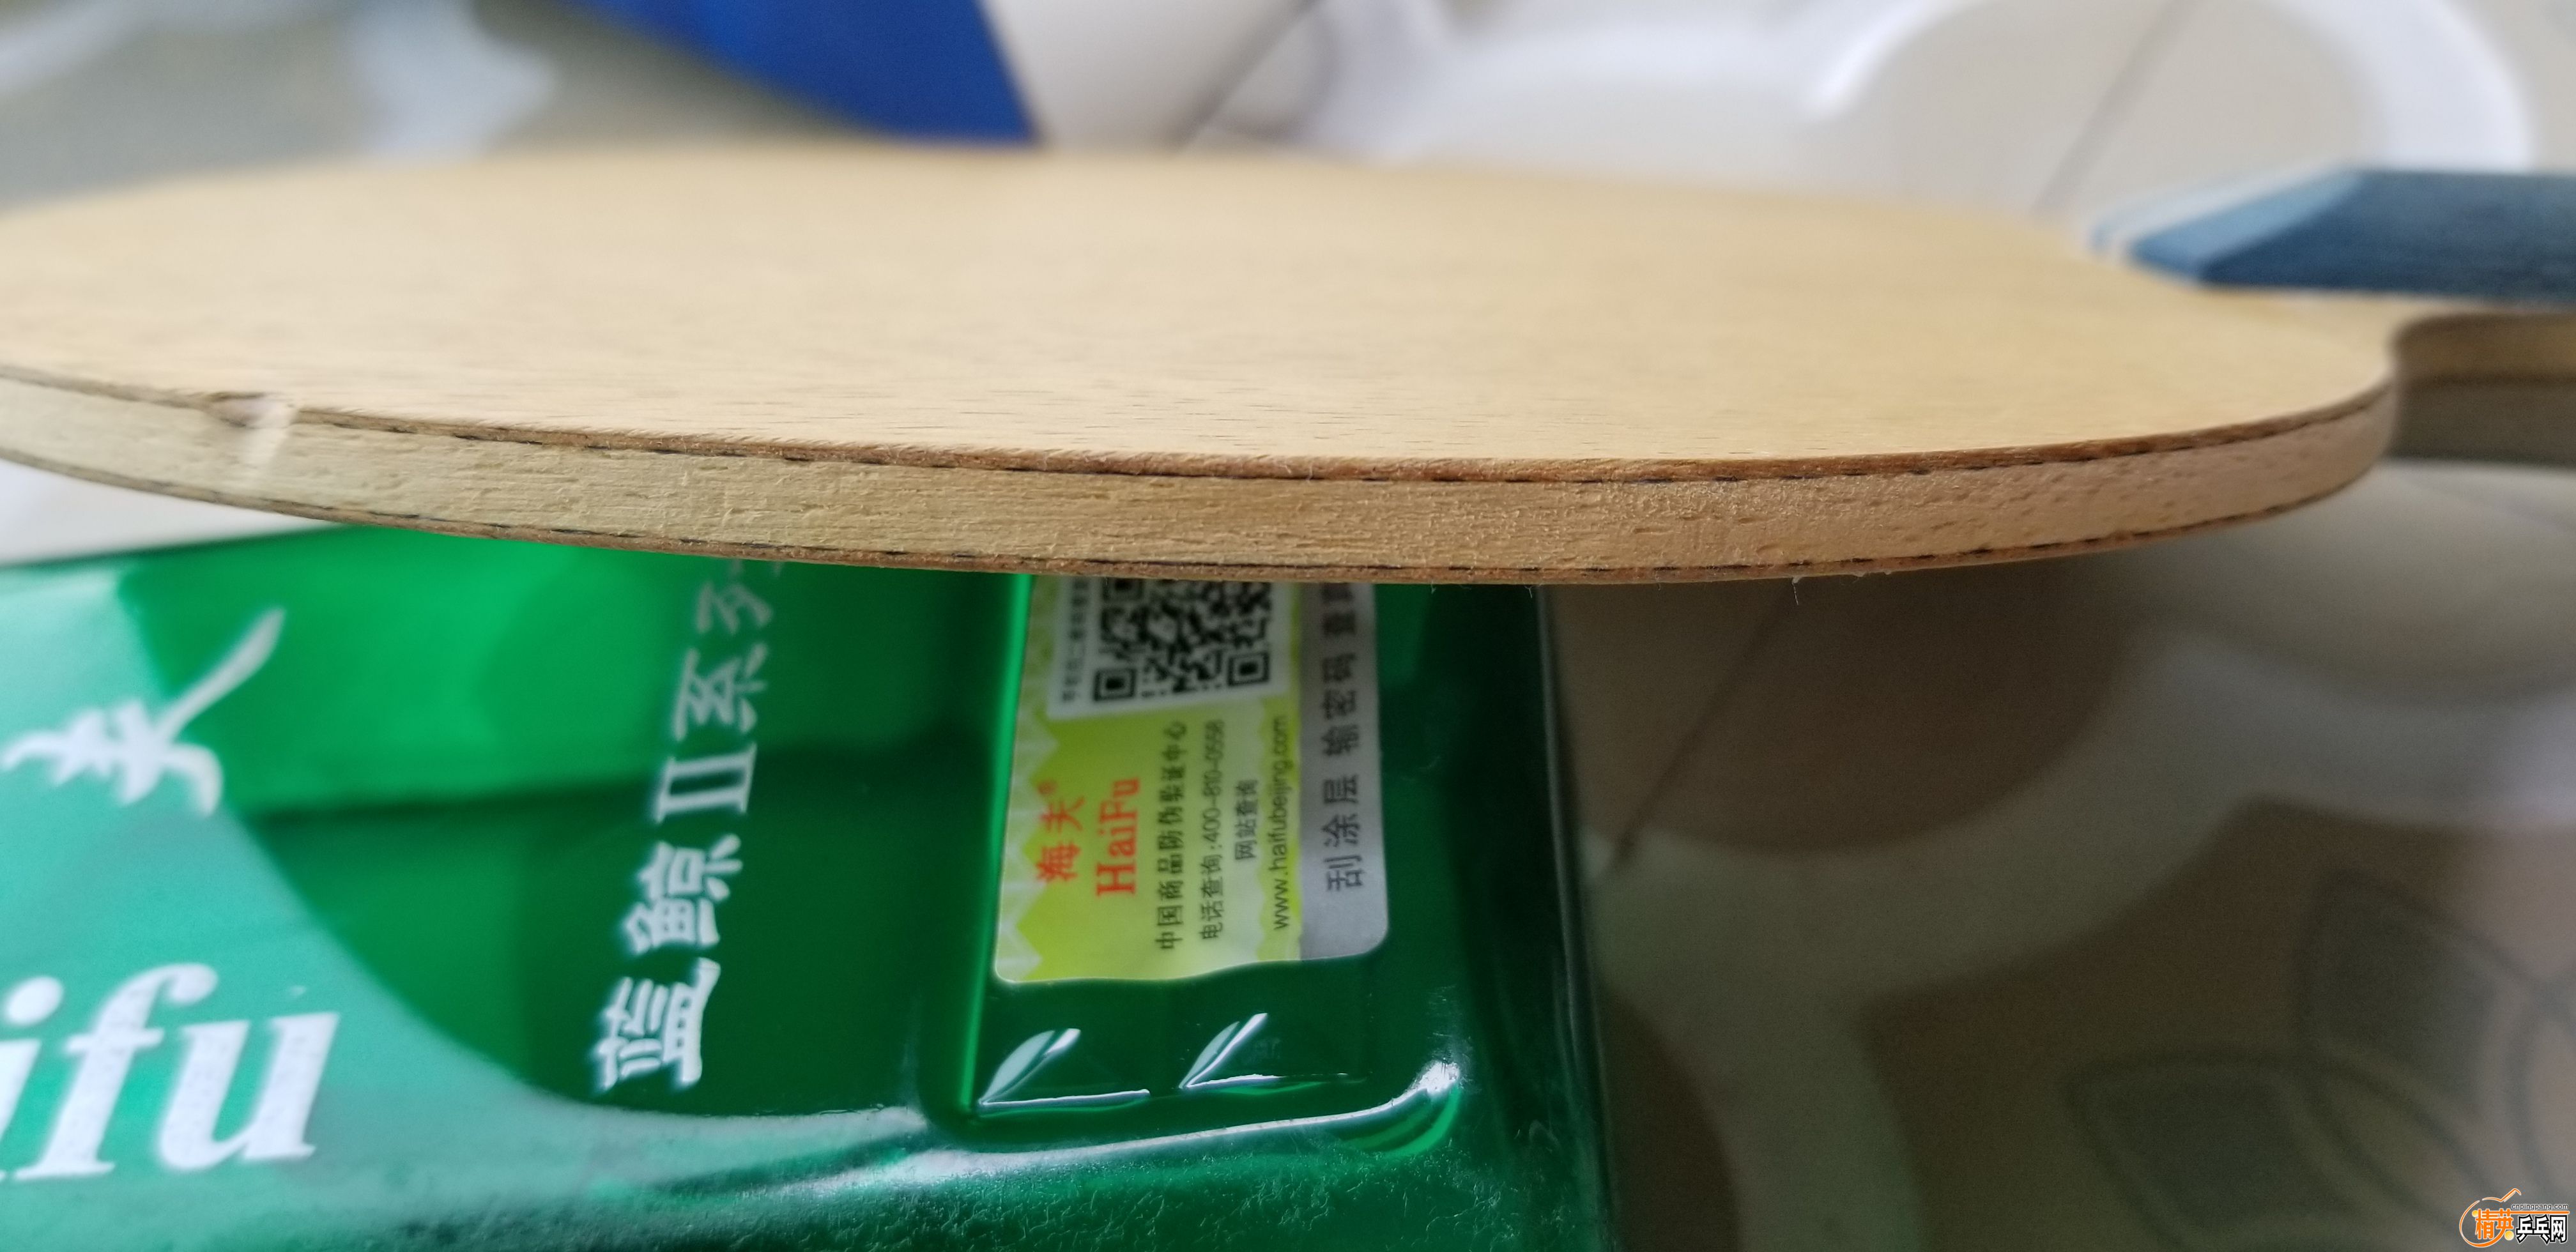 夫
ifu
蓝鲸II系列
海夫®
HaiFu
中国商品防伪验证中心
电话查询:400-810-0558
网站查询
www.haifubeijing.com
刮涂层 输密码 查
cnpingpang.com
精英乒乓网